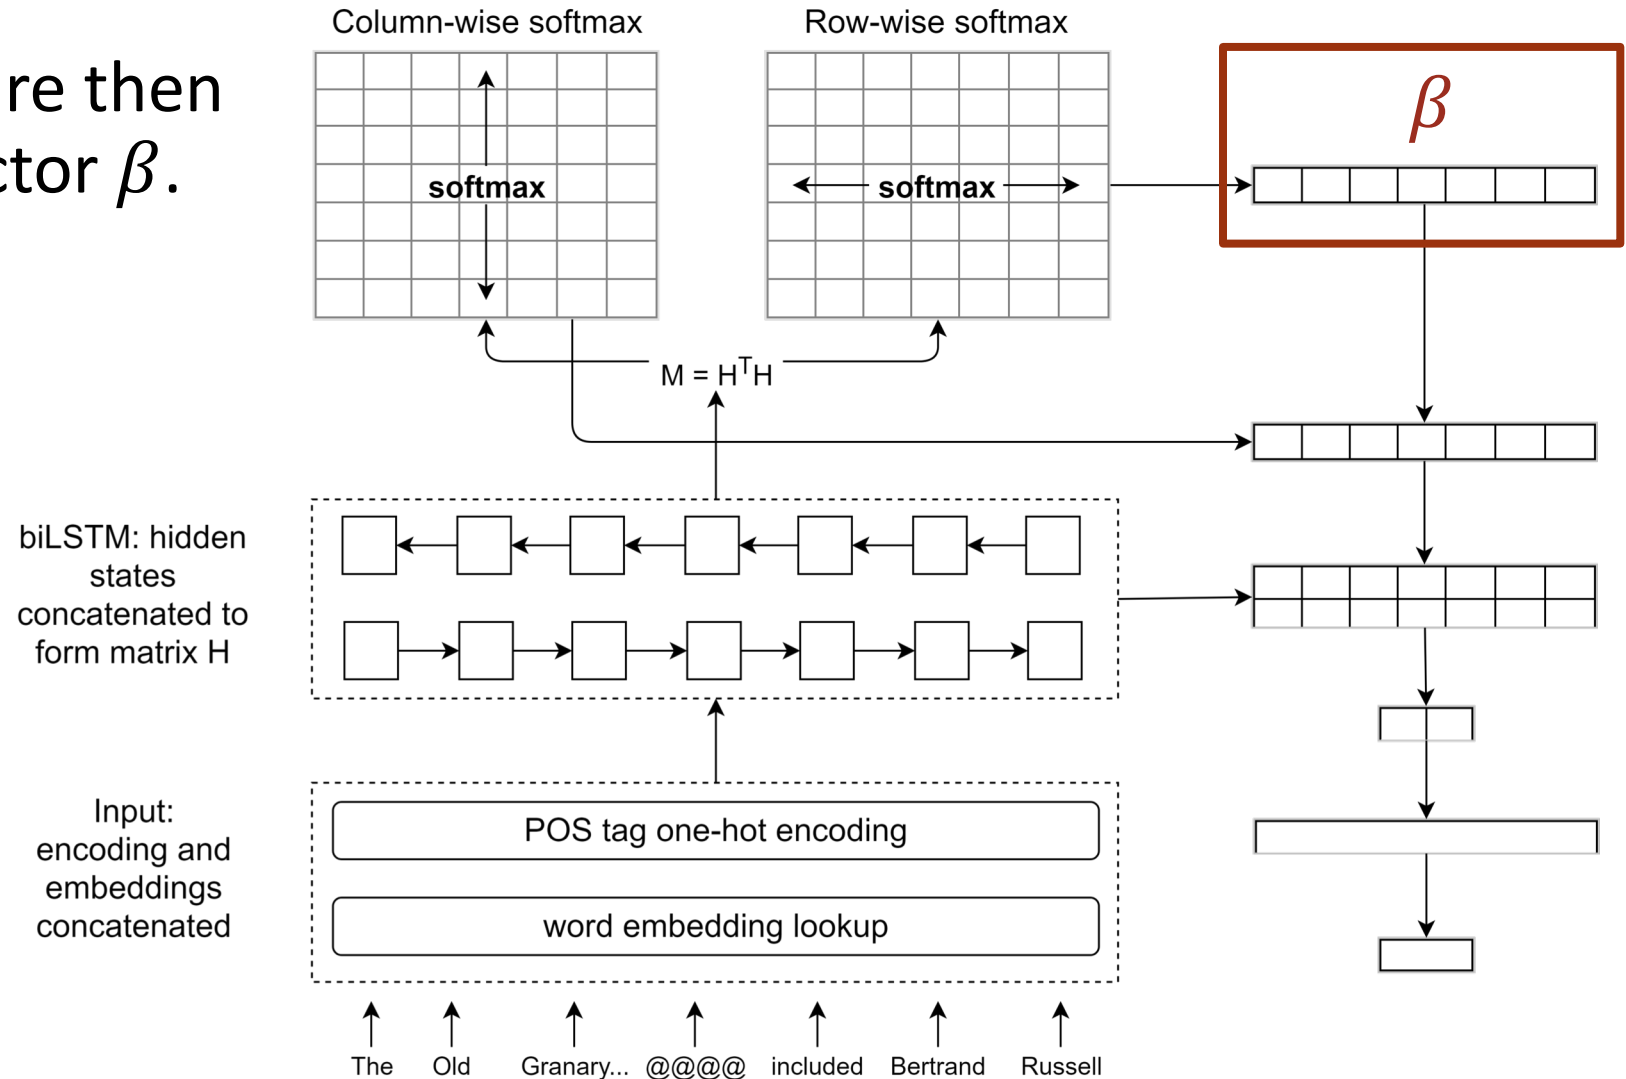 re then
ctor β.
Column-wise softmax
Row-wise softmax
β
softmax
softmax
M = HᵀH
biLSTM: hidden
states
concatenated to
form matrix H
Input:
encoding and
embeddings
concatenated
POS tag one-hot encoding
word embedding lookup
The Old Granary... @@@@ included Bertrand Russell